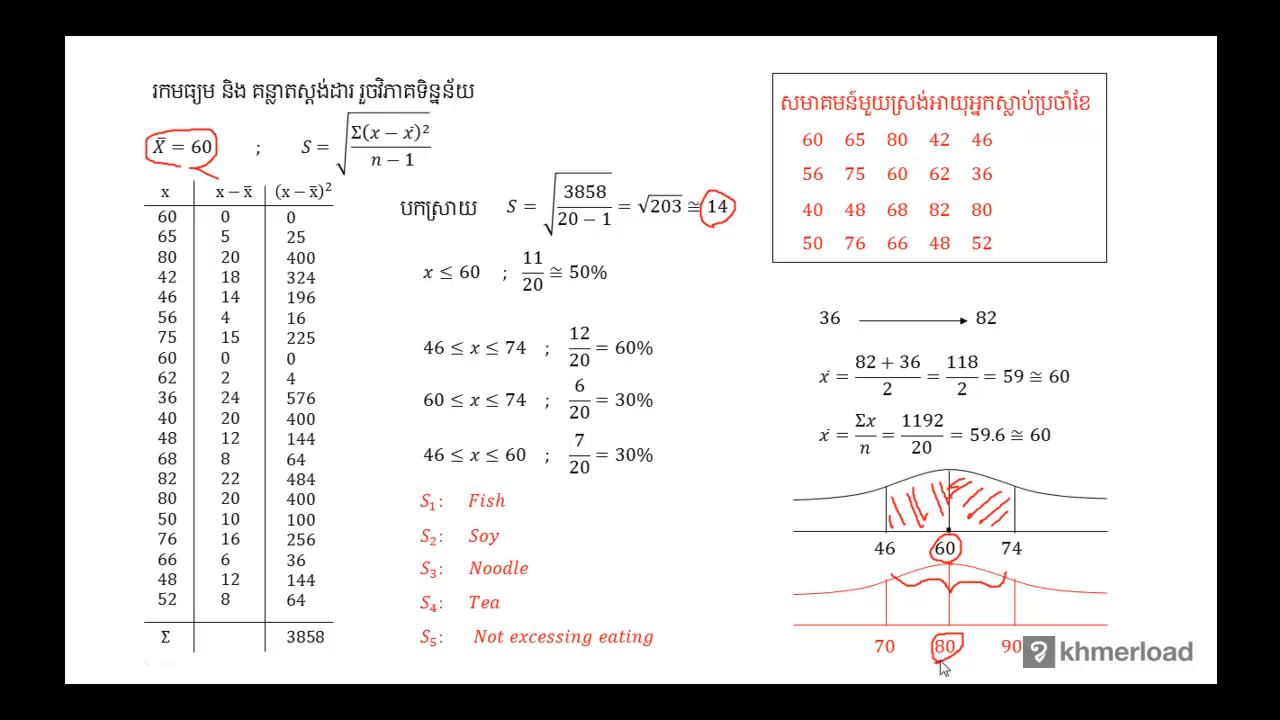 រកមធ្យម និង គន្លាតស្តង់ដារ រួចវិភាគទិន្នន័យ
X̄ = 60 ; S = √(Σ(x − ẋ)²/(n − 1))
x x − x̄ (x − x̄)²
60 0 0
65 5 25
80 20 400
42 18 324
46 14 196
56 4 16
75 15 225
60 0 0
62 2 4
36 24 576
40 20 400
48 12 144
68 8 64
82 22 484
80 20 400
50 10 100
76 16 256
66 6 36
48 12 144
52 8 64
Σ 3858
បកស្រាយ S = √(3858/(20 − 1)) = √203 ≅ 14
x ≤ 60 ; 11/20 ≅ 50%
46 ≤ x ≤ 74 ; 12/20 = 60%
60 ≤ x ≤ 74 ; 6/20 = 30%
46 ≤ x ≤ 60 ; 7/20 = 30%
S₁: Fish
S₂: Soy
S₃: Noodle
S₄: Tea
S₅: Not excessing eating
សមាគមន៍មួយស្រង់អាយុអ្នកស្លាប់ប្រចាំខែ
60 65 80 42 46
56 75 60 62 36
40 48 68 82 80
50 76 66 48 52
36 → 82
ẋ = (82 + 36)/2 = 118/2 = 59 ≅ 60
ẋ = Σx/n = 1192/20 = 59.6 ≅ 60
46 60 74
70 80 90
khmerload